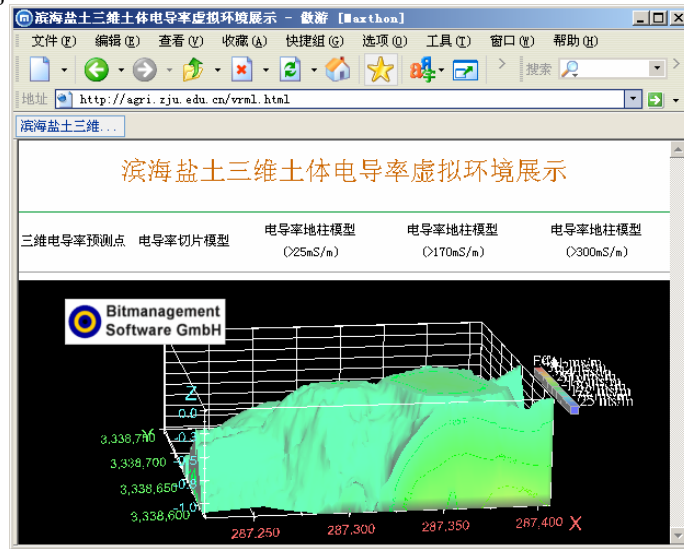 滨海盐土三维土体电导率虚拟环境展示 - 傲游 [Maxthon]
文件(F) 编辑(E) 查看(V) 收藏(A) 快捷组(G) 选项(O) 工具(T) 窗口(W) 帮助(H)
搜索
地址 http://agri.zju.edu.cn/vrml.html
滨海盐土三维...
滨海盐土三维土体电导率虚拟环境展示
三维电导率预测点 电导率切片模型 电导率地柱模型 电导率地柱模型 电导率地柱模型
(>25mS/m) (>170mS/m) (>300mS/m)
Bitmanagement
Software GmbH
Z
0.0
3,338,700
3,338,650
3,338,600
287,250 287,300 287,350 287,400 X